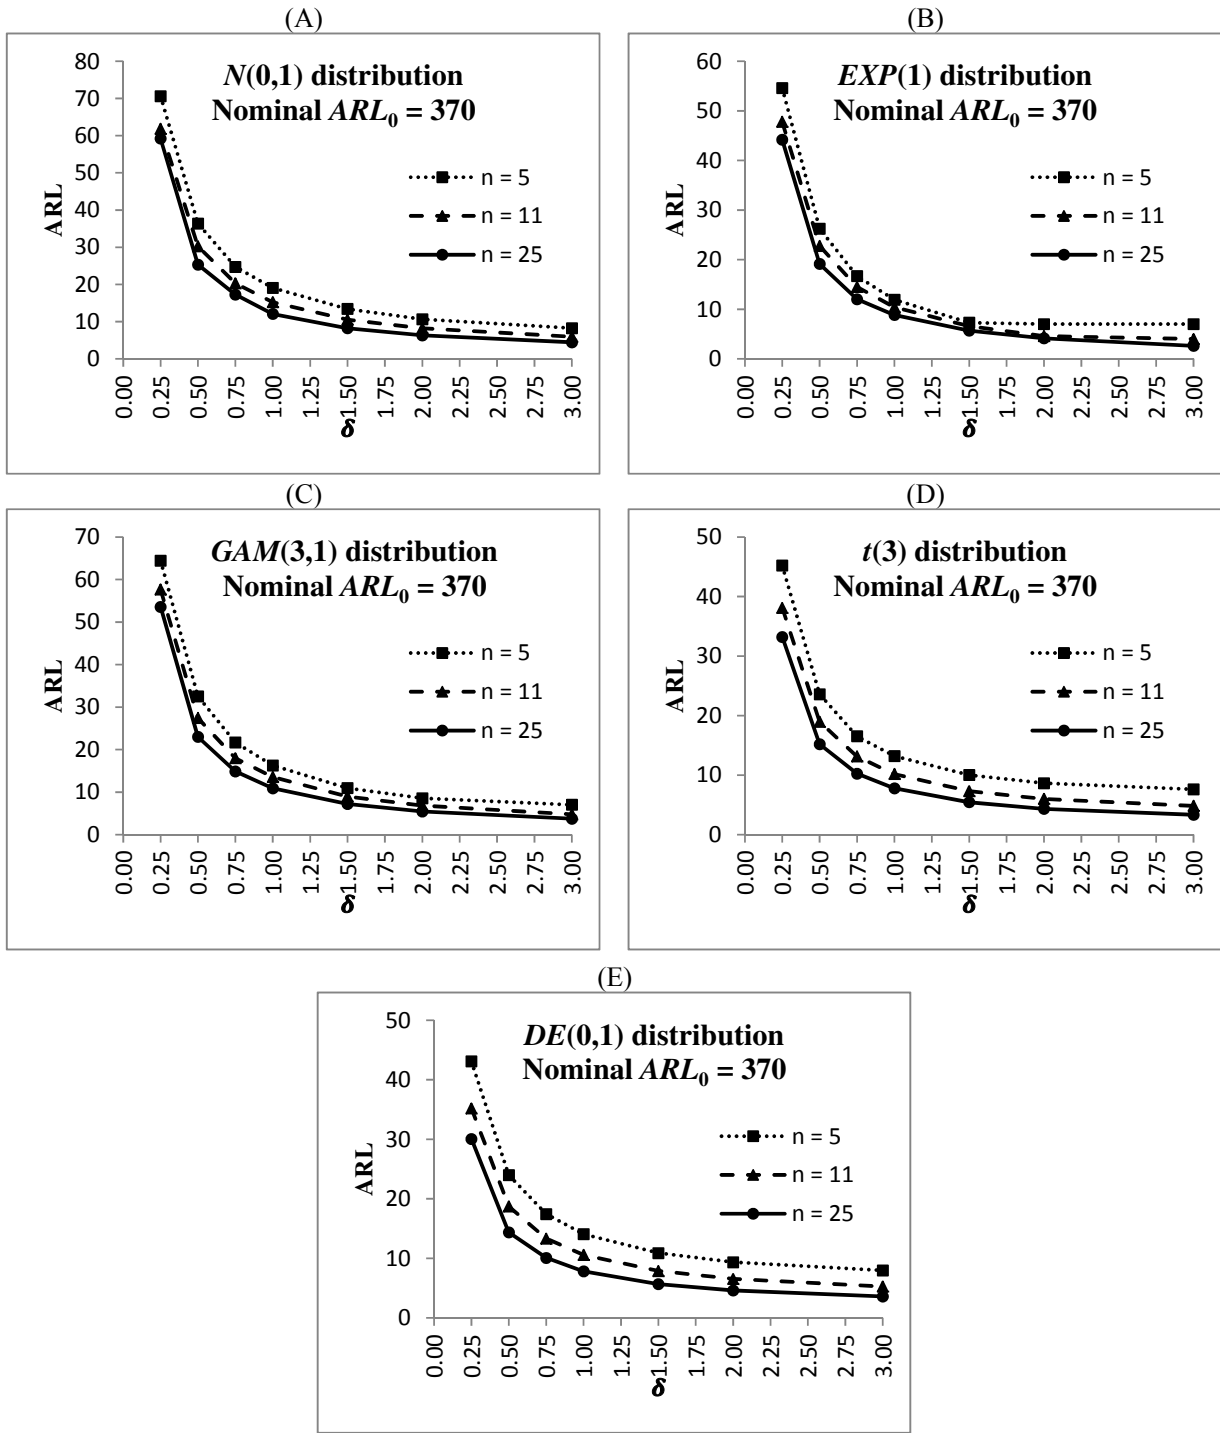 (A)
N(0,1) distribution
Nominal ARL0 = 370
80
70
60
50
40
30
20
10
0
ARL
n = 5
n = 11
n = 25
0.00
0.25
0.50
0.75
1.00
1.50
2.00
2.25
2.50
2.75
3.00
δ
(B)
EXP(1) distribution
Nominal ARL0 = 370
60
50
40
30
20
10
0
ARL
n = 5
n = 11
n = 25
0.00
0.25
0.50
0.75
1.00
1.25
1.50
1.75
2.00
2.25
2.50
2.75
3.00
δ
(C)
GAM(3,1) distribution
Nominal ARL0 = 370
70
60
50
40
30
20
10
0
ARL
n = 5
n = 11
n = 25
0.00
0.25
0.50
0.75
1.00
1.25
1.50
1.75
2.00
2.25
2.50
2.75
3.00
δ
(D)
t(3) distribution
Nominal ARL0 = 370
50
40
30
20
10
0
ARL
n = 5
n = 11
n = 25
0.00
0.25
0.50
0.75
1.00
1.25
1.50
1.75
2.00
2.25
2.50
2.75
3.00
δ
(E)
DE(0,1) distribution
Nominal ARL0 = 370
50
40
30
20
10
0
ARL
n = 5
n = 11
n = 25
0.00
0.25
0.50
0.75
1.00
1.25
1.50
1.75
2.00
2.25
2.50
2.75
3.00
δ